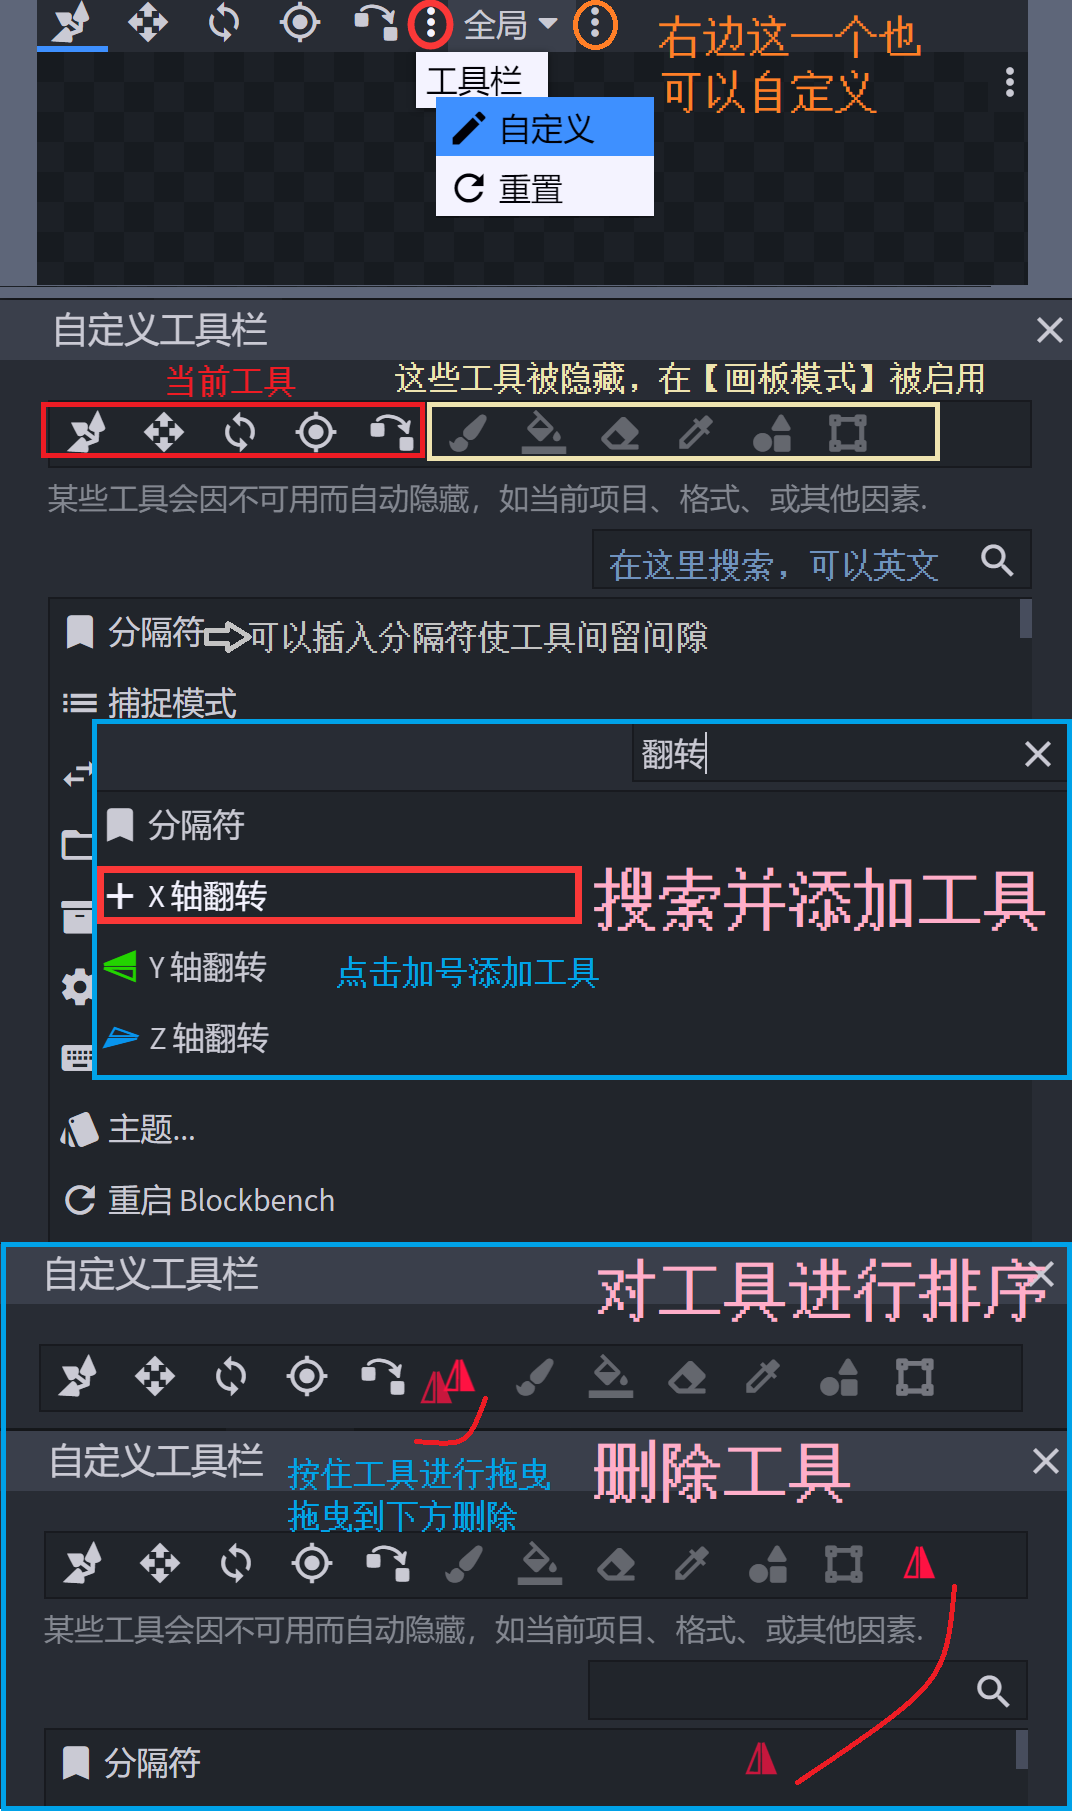 全局
右边这一个也
可以自定义
工具栏
自定义
重置
自定义工具栏
当前工具
这些工具被隐藏，在【画板模式】被启用
某些工具会因不可用而自动隐藏，如当前项目、格式、或其他因素.
在这里搜索，可以英文
分隔符
可以插入分隔符使工具间留间隙
捕捉模式
翻转
分隔符
X 轴翻转
搜索并添加工具
Y 轴翻转
点击加号添加工具
Z 轴翻转
主题...
重启 Blockbench
自定义工具栏
对工具进行排序
自定义工具栏
删除工具
按住工具进行拖曳
拖曳到下方删除
某些工具会因不可用而自动隐藏，如当前项目、格式、或其他因素.
分隔符